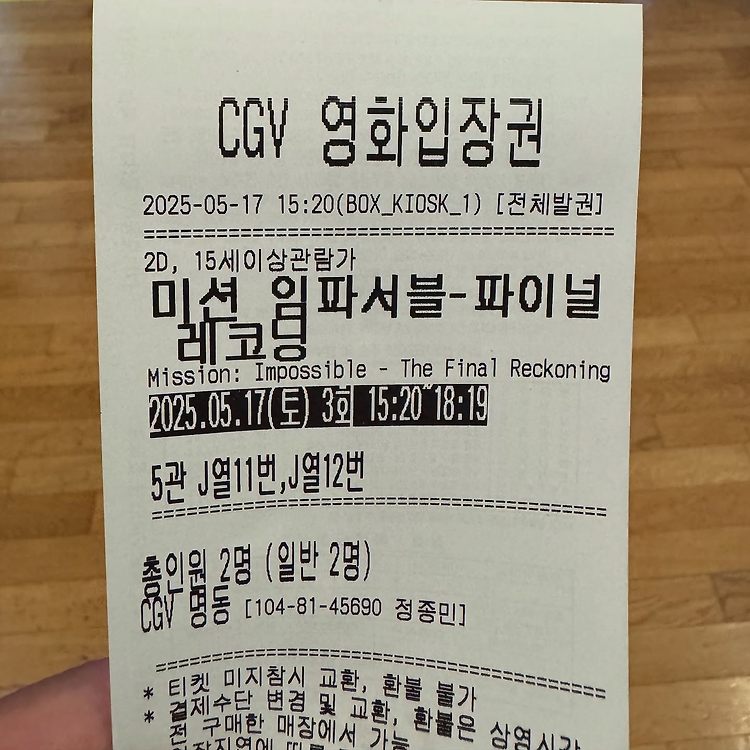 CGV 영화입장권
2025-05-17 15:20(BOX_KIOSK_1) [전체발권]
2D, 15세이상관람가
미션 임파서블-파이널
레코닝
Mission: Impossible - The Final Reckoning
2025.05.17(토) 3회 15:20~18:19
5관 J열11번,J열12번
총인원 2명 (일반 2명)
CGV 명동 [104-81-45690 정종민]
* 티켓 미지참시 교환, 환불 불가
* 결제수단 변경 및 교환, 환불은 상영시간
전 구매한 매장에서 가능